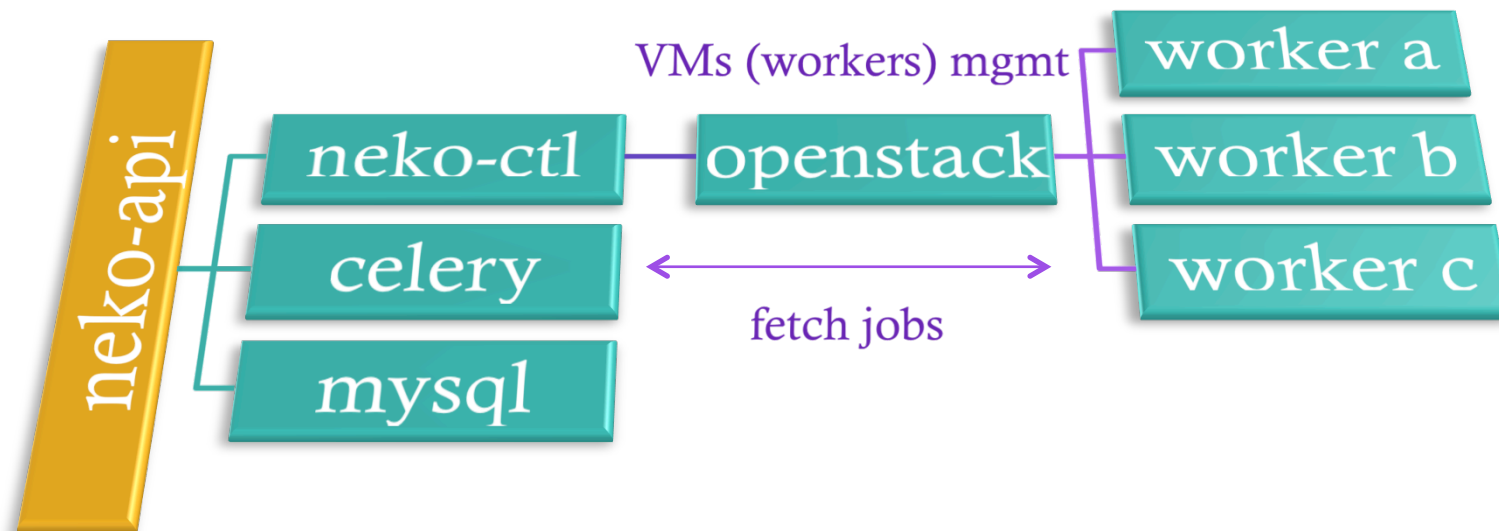 neko-api
neko-ctl
celery
mysql
VMs (workers) mgmt
openstack
fetch jobs
worker a
worker b
worker c